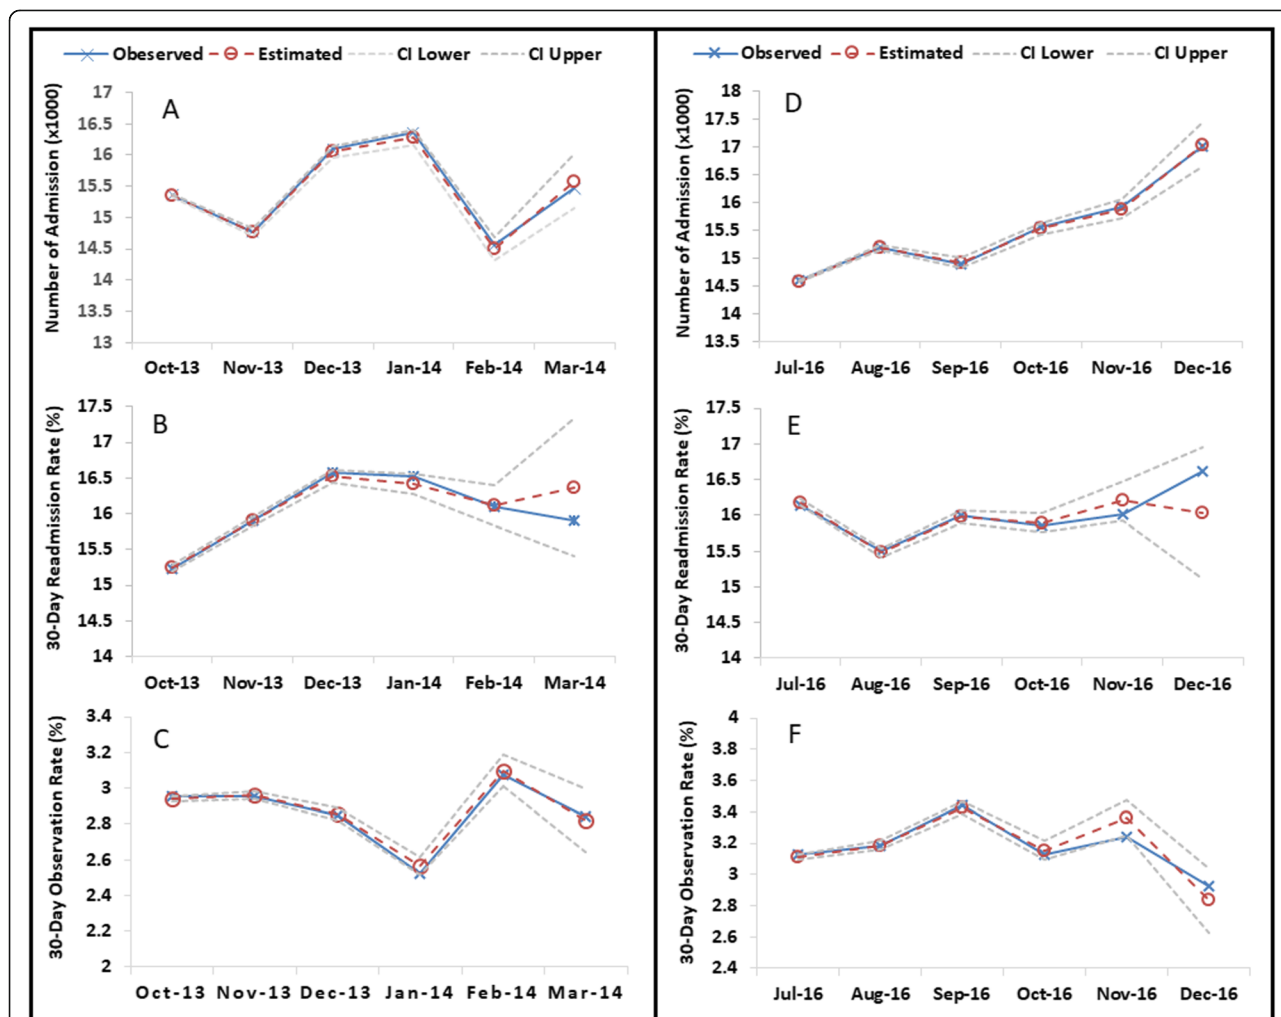 Obeserved Estimated CI Lower CI Upper
A
Number of Admission (x1000)
17
16.5
16
15.5
15
14.5
14
13.5
13
Oct-13 Nov-13 Dec-13 Jan-14 Feb-14 Mar-14
B
30-Day Readmission Rate (%)
17.5
17
16.5
16
15.5
15
14.5
14
Oct-13 Nov-13 Dec-13 Jan-14 Feb-14 Mar-14
C
30-Day Observation Rate (%)
3.4
3.2
3
2.8
2.6
2.4
2.2
2
Oct-13 Nov-13 Dec-13 Jan-14 Feb-14 Mar-14
Observed Estimated CI Lower CI Upper
D
Number of Admission (x1000)
18
17.5
17
16.5
16
15.5
15
14.5
14
13.5
Jul-16 Aug-16 Sep-16 Oct-16 Nov-16 Dec-16
E
30-Day Readmission Rate (%)
17.5
17
16.5
16
15.5
15
14.5
14
Jul-16 Aug-16 Sep-16 Oct-16 Nov-16 Dec-16
F
30-Day Observation Rate (%)
4
3.8
3.6
3.4
3.2
3
2.8
2.6
2.4
Jul-16 Aug-16 Sep-16 Oct-16 Nov-16 Dec-16